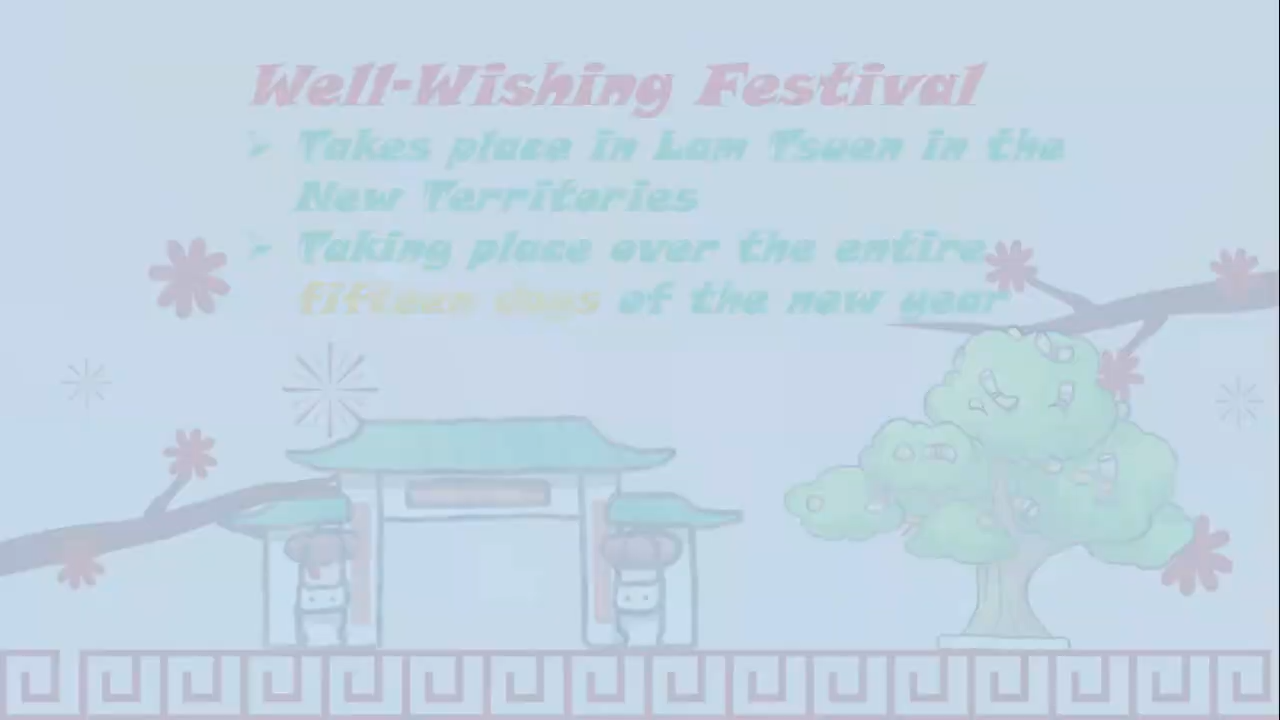 Well-Wishing Festival
Takes place in Lam Tsuen in the
New Territories
Taking place over the entire
fifteen days of the new year